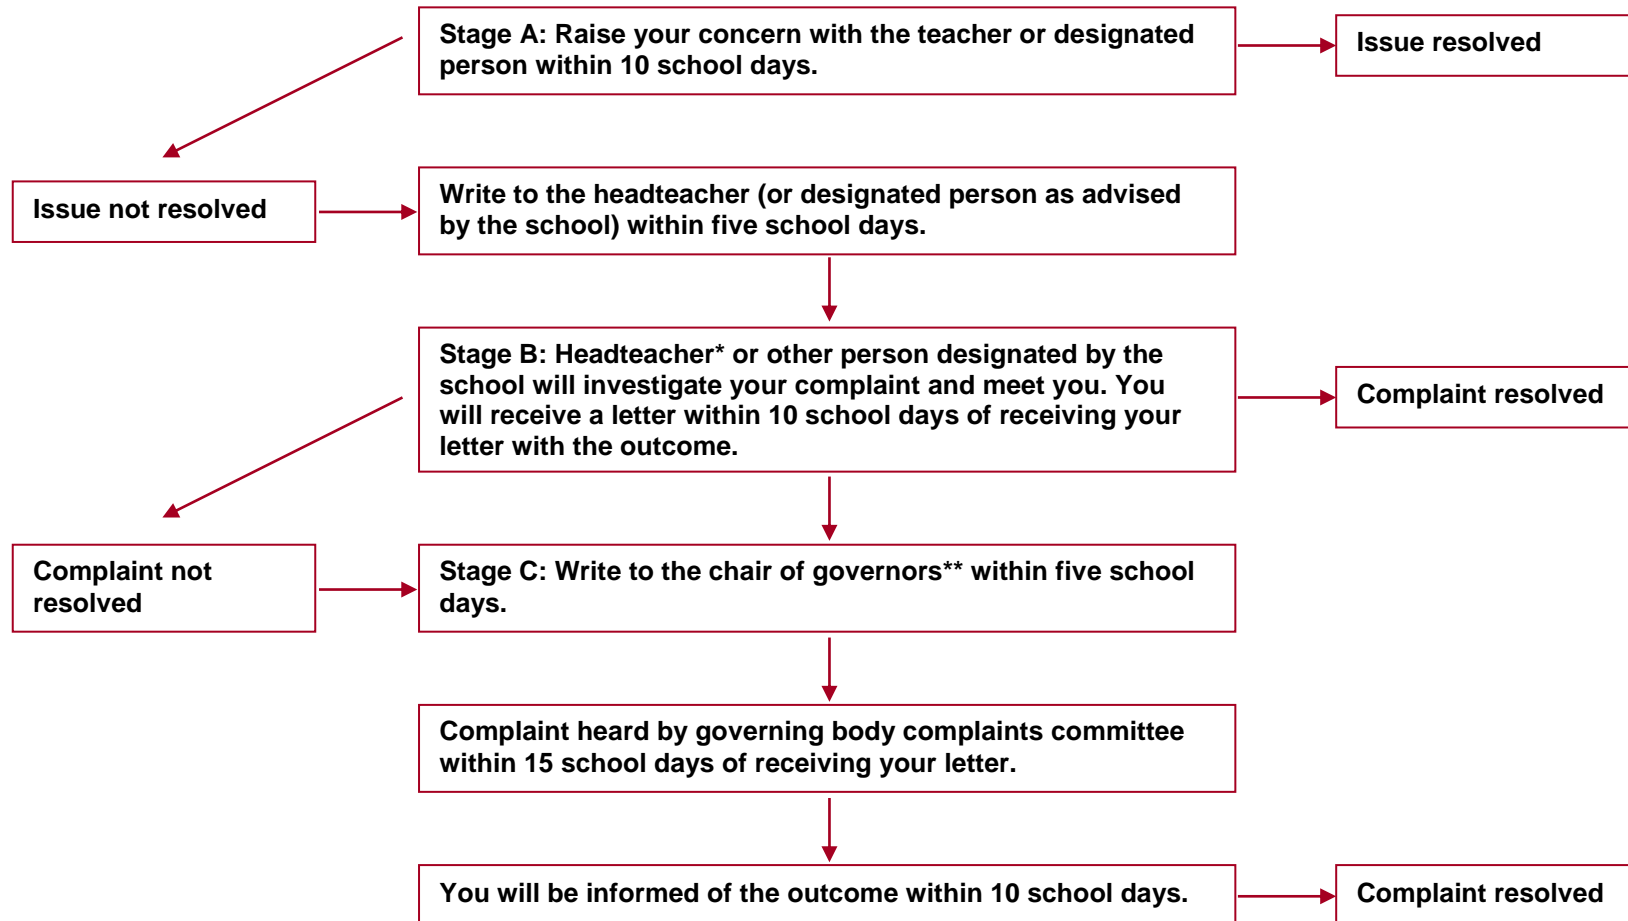 Stage A: Raise your concern with the teacher or designated
person within 10 school days.
Issue resolved
Issue not resolved
Write to the headteacher (or designated person as advised
by the school) within five school days.
Stage B: Headteacher* or other person designated by the
school will investigate your complaint and meet you. You
will receive a letter within 10 school days of receiving your
letter with the outcome.
Complaint resolved
Complaint not
resolved
Stage C: Write to the chair of governors** within five school
days.
Complaint heard by governing body complaints committee
within 15 school days of receiving your letter.
You will be informed of the outcome within 10 school days.
Complaint resolved